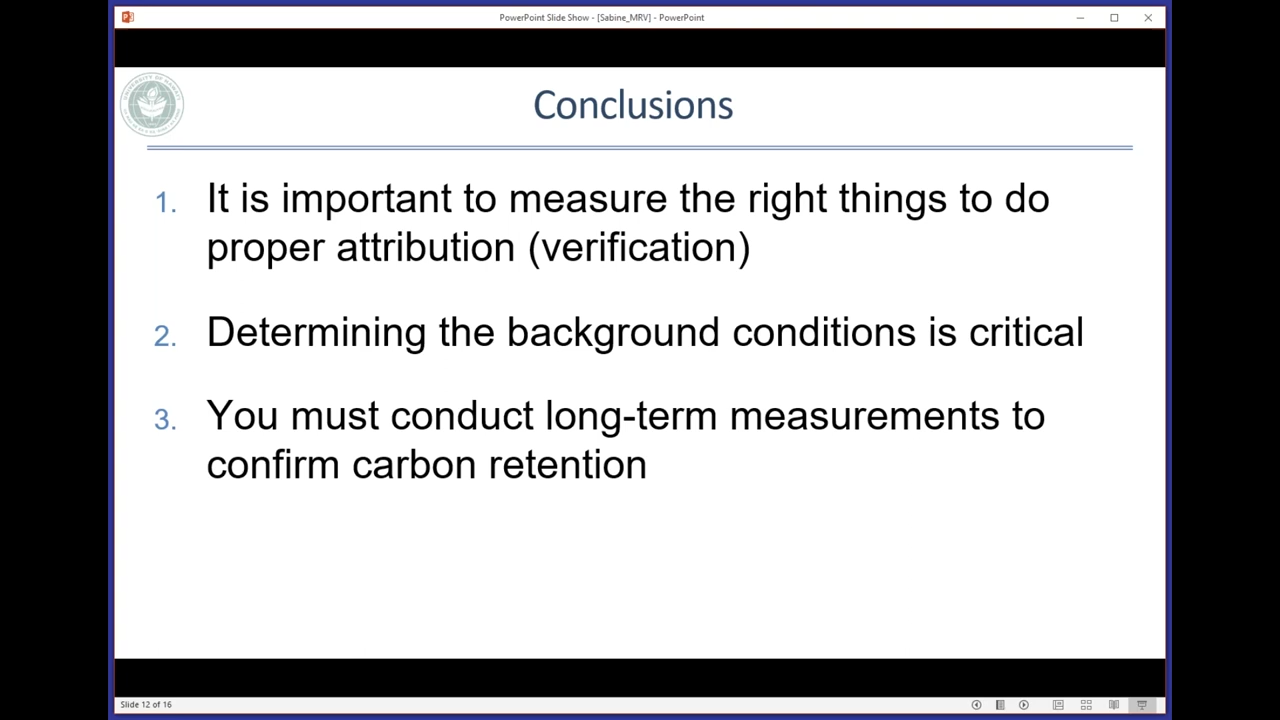 PowerPoint Slide Show - [Sabine_MRV] - PowerPoint
Conclusions
1. It is important to measure the right things to do
proper attribution (verification)
2. Determining the background conditions is critical
3. You must conduct long-term measurements to
confirm carbon retention
Slide 12 of 16